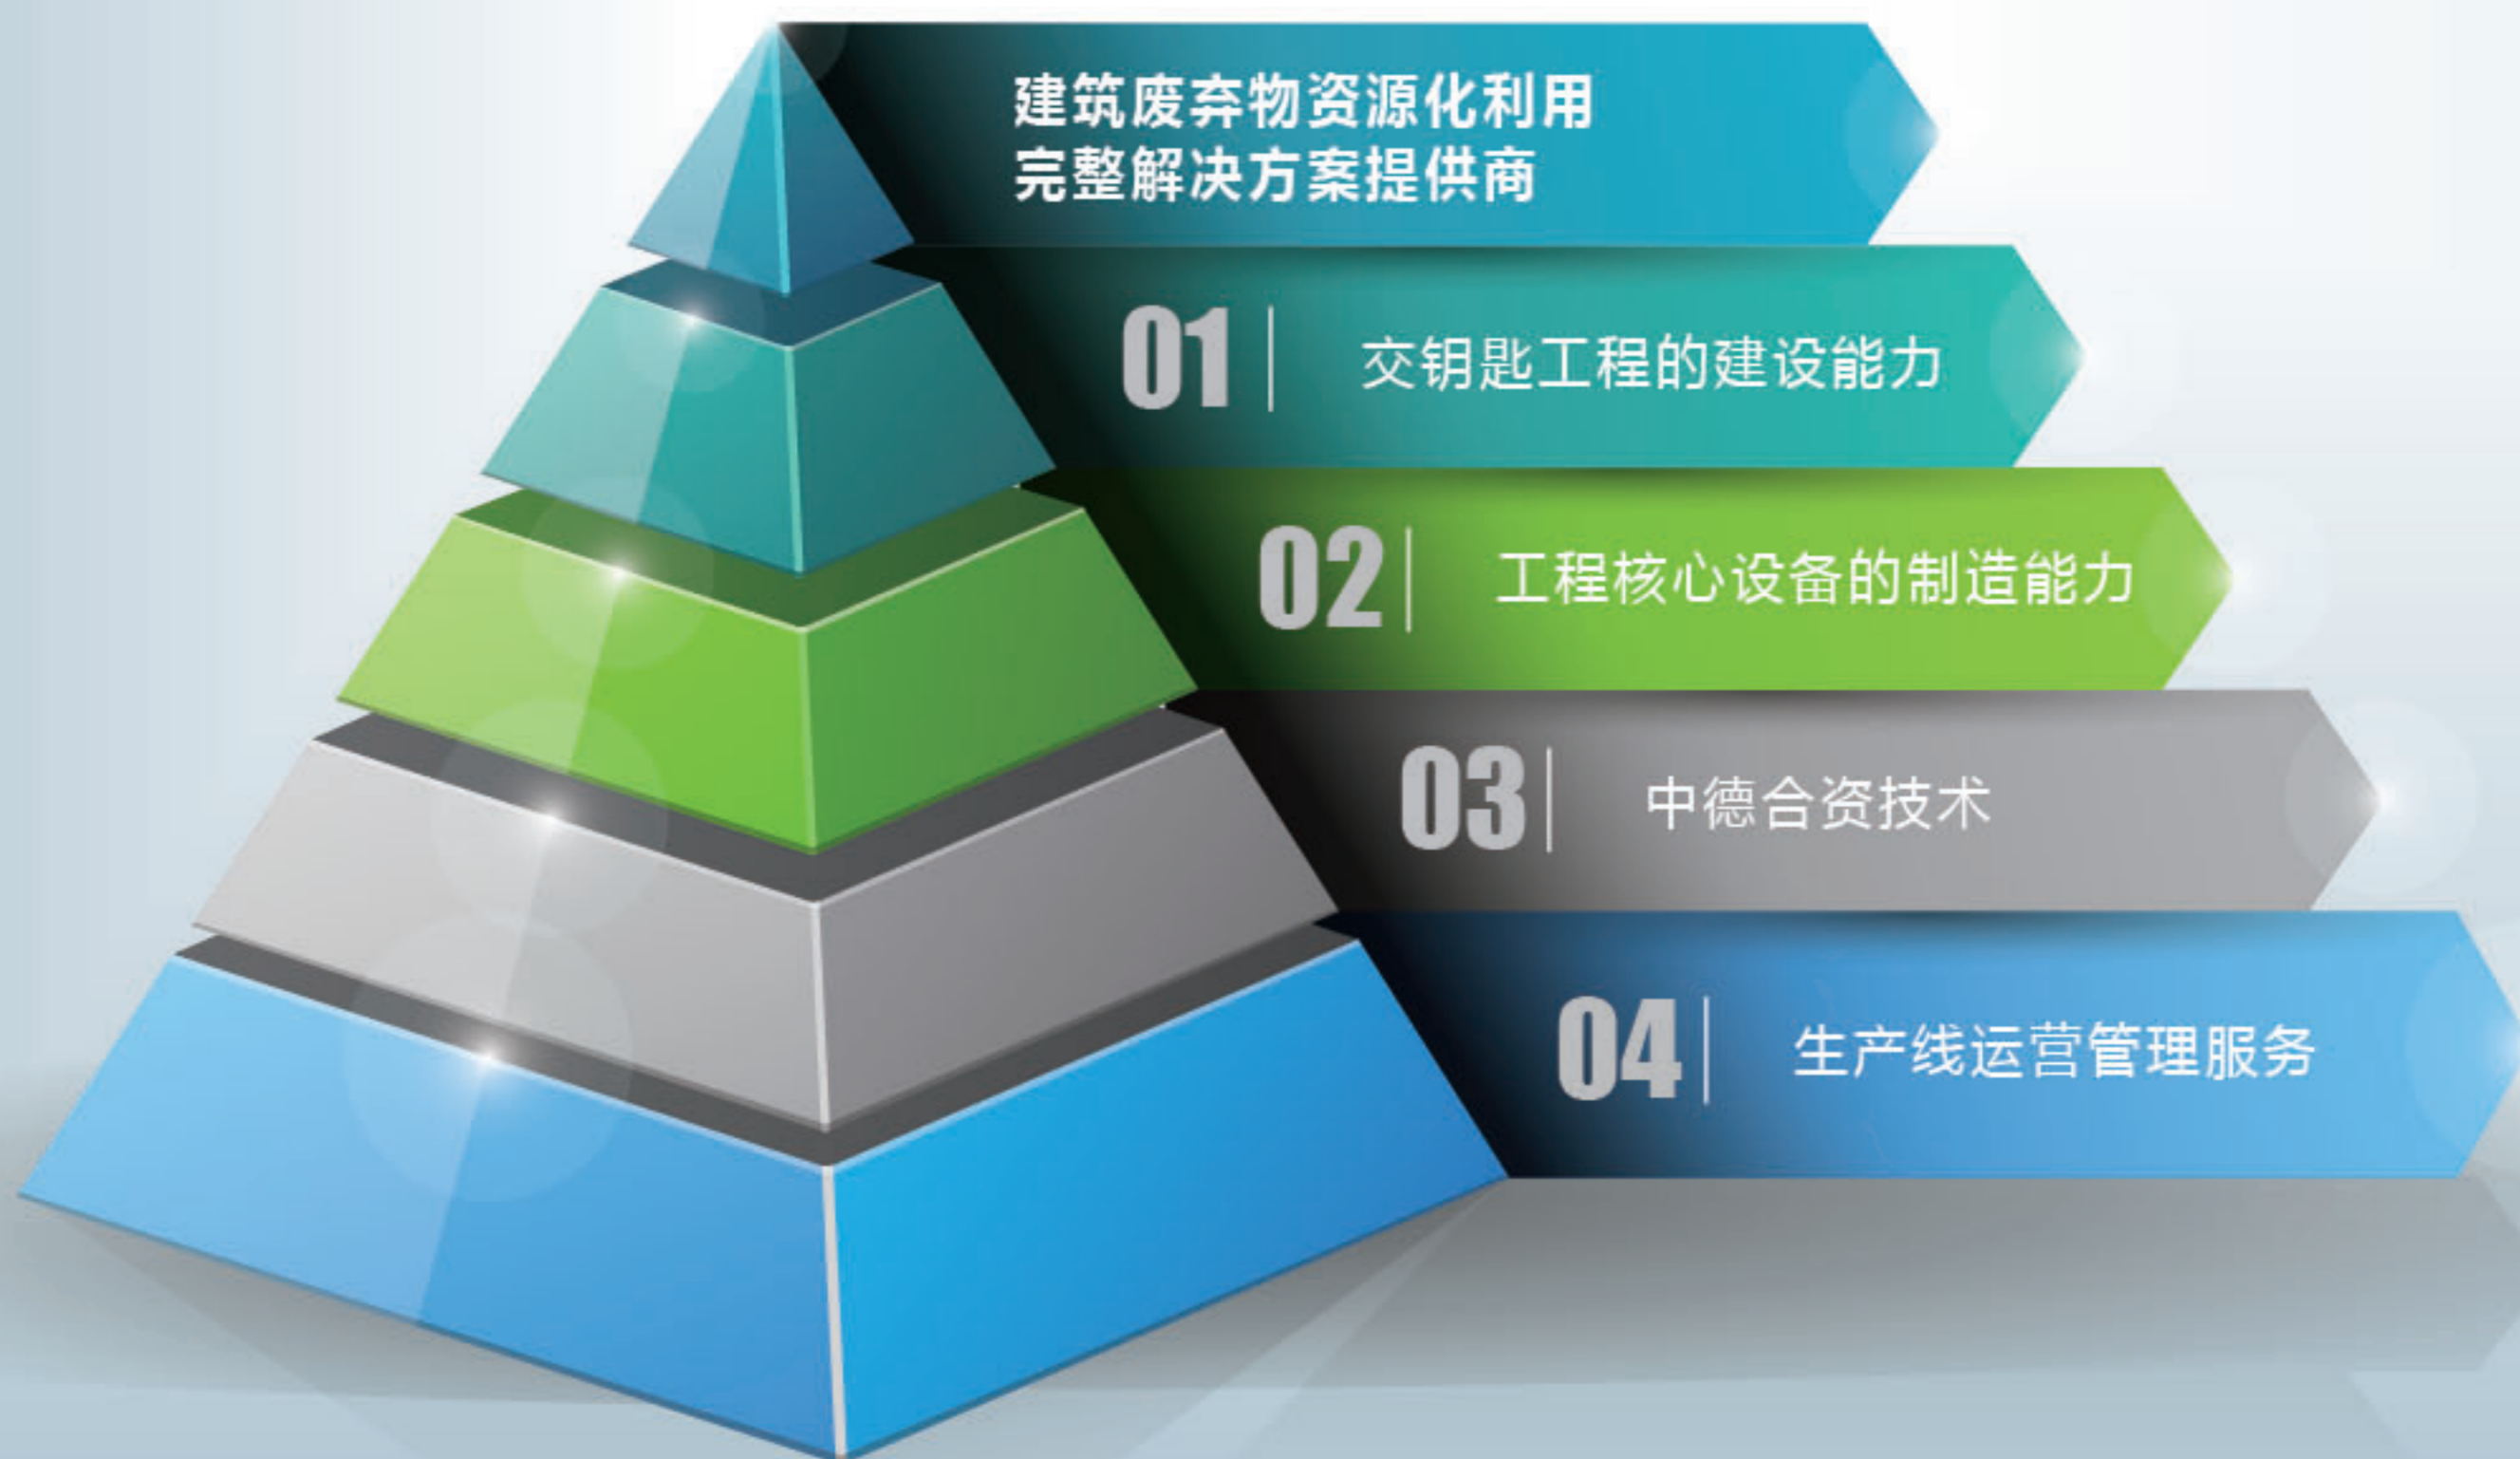 建筑废弃物资源化利用
完整解决方案提供商
01 交钥匙工程的建设能力
02 工程核心设备的制造能力
03 中德合资技术
04 生产线运营管理服务